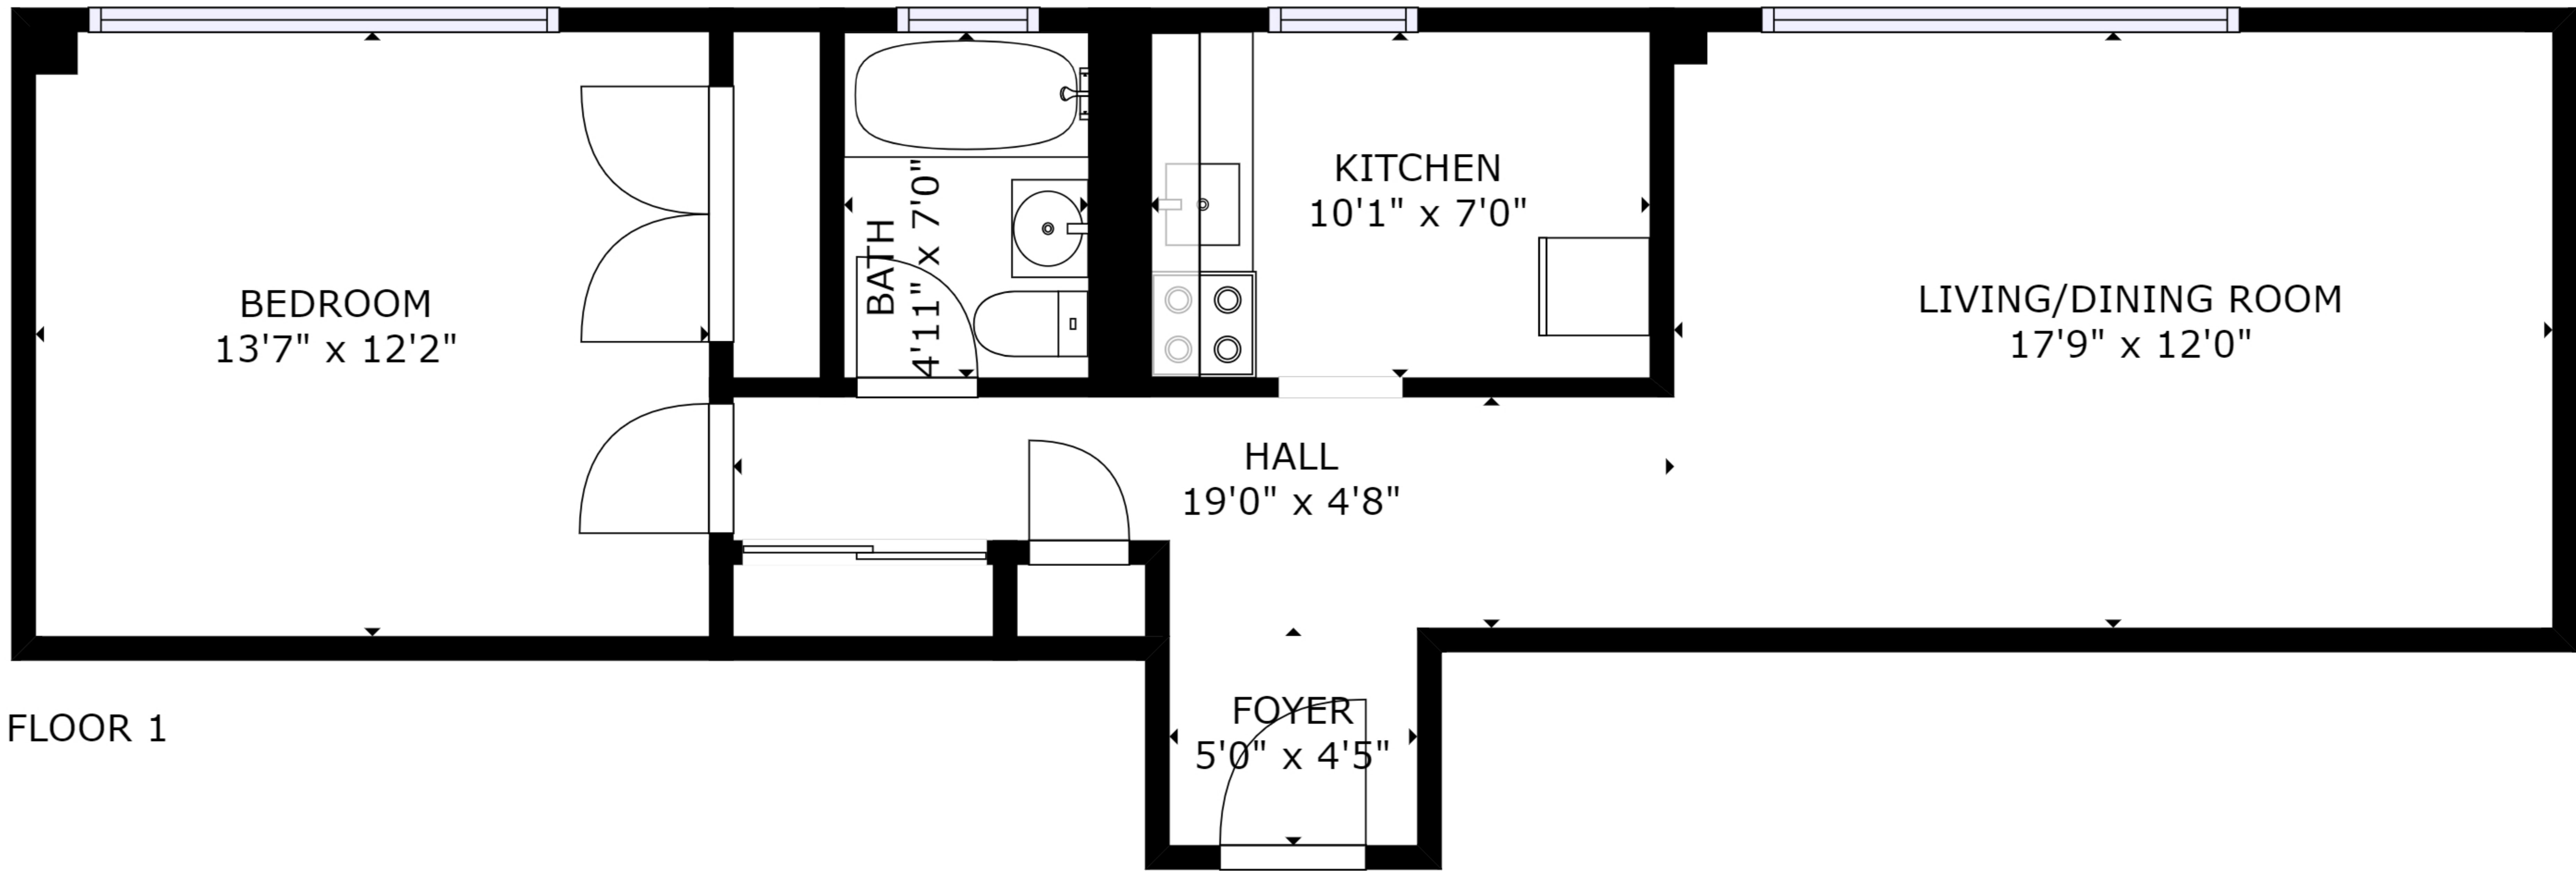 BEDROOM
13'7" x 12'2"
BATH
4'11" x 7'0"
KITCHEN
10'1" x 7'0"
LIVING/DINING ROOM
17'9" x 12'0"
HALL
19'0" x 4'8"
FOYER
5'0" x 4'5"
FLOOR 1